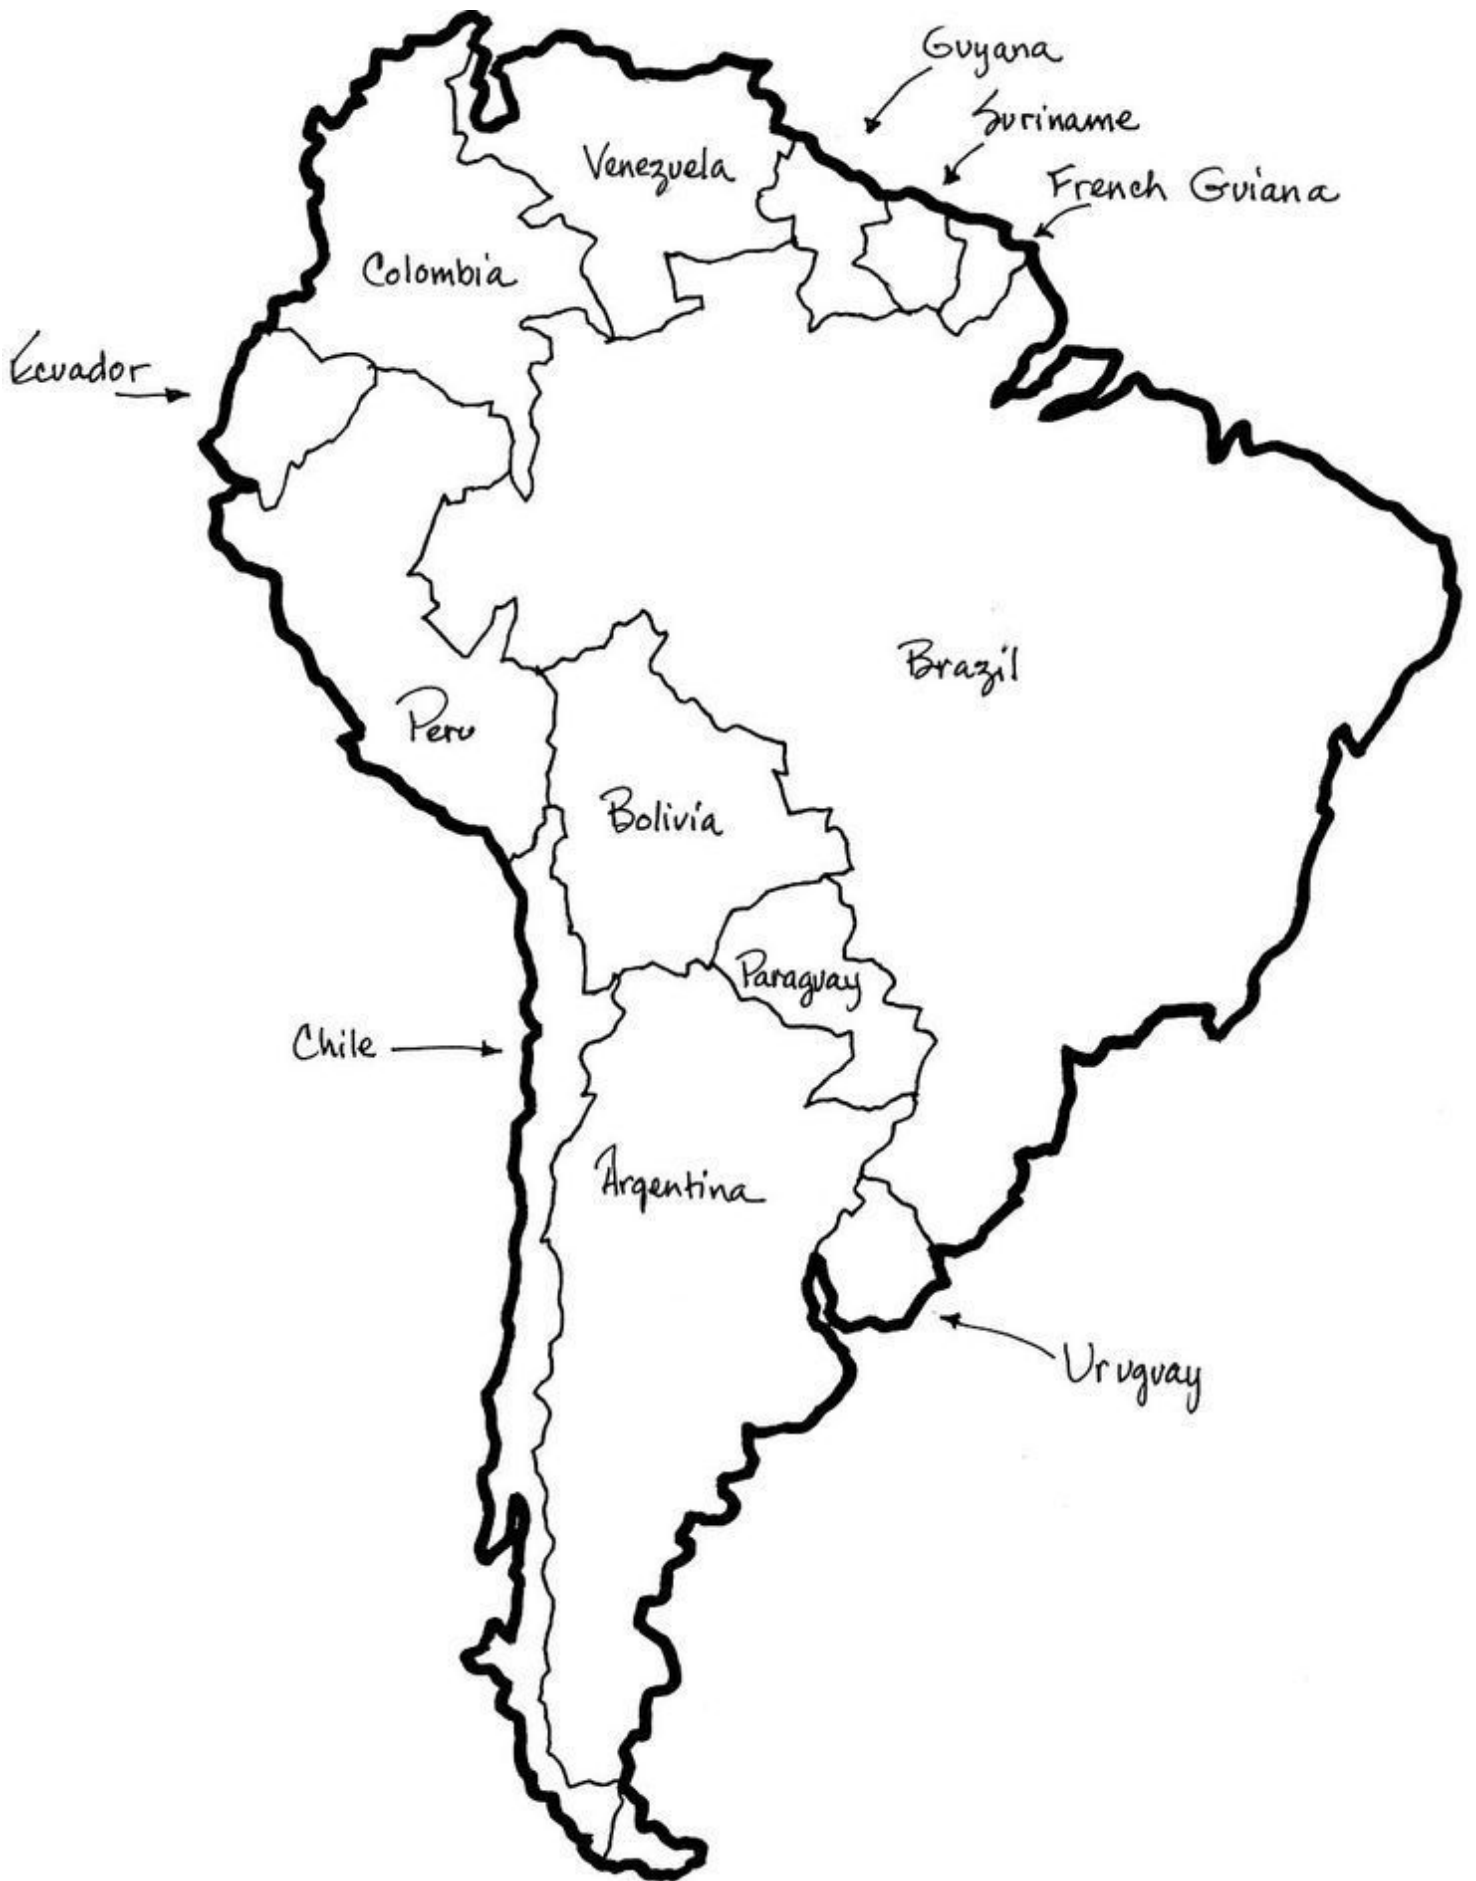 Guyana
Suriname
Venezuela
French Guiana
Colombia
Ecuador
Brazil
Peru
Bolivia
Paraguay
Chile
Argentina
Uruguay